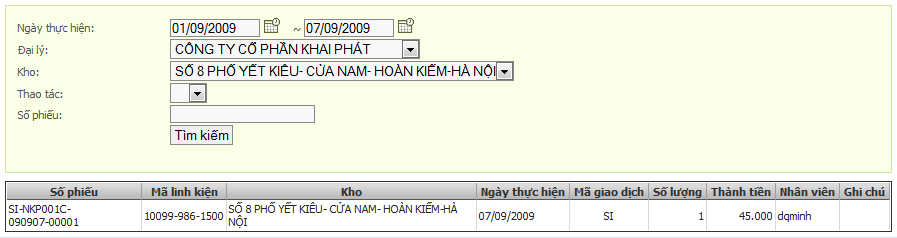 Ngày thực hiện: 01/09/2009 ~ 07/09/2009
Đại lý: CÔNG TY CỔ PHẦN KHAI PHÁT
Kho: SỐ 8 PHỐ YẾT KIÊU- CỬA NAM- HOÀN KIẾM-HÀ NỘI
Thao tác:
Số phiếu:
Tìm kiếm
Số phiếu Mã linh kiện Kho Ngày thực hiện Mã giao dịch Số lượng Thành tiền Nhân viên Ghi chú
SI-NKP001C-
090907-00001 10099-986-1500 SỐ 8 PHỐ YẾT KIÊU- CỬA NAM- HOÀN KIẾM-HÀ
NỘI 07/09/2009 SI 1 45.000 dqminh